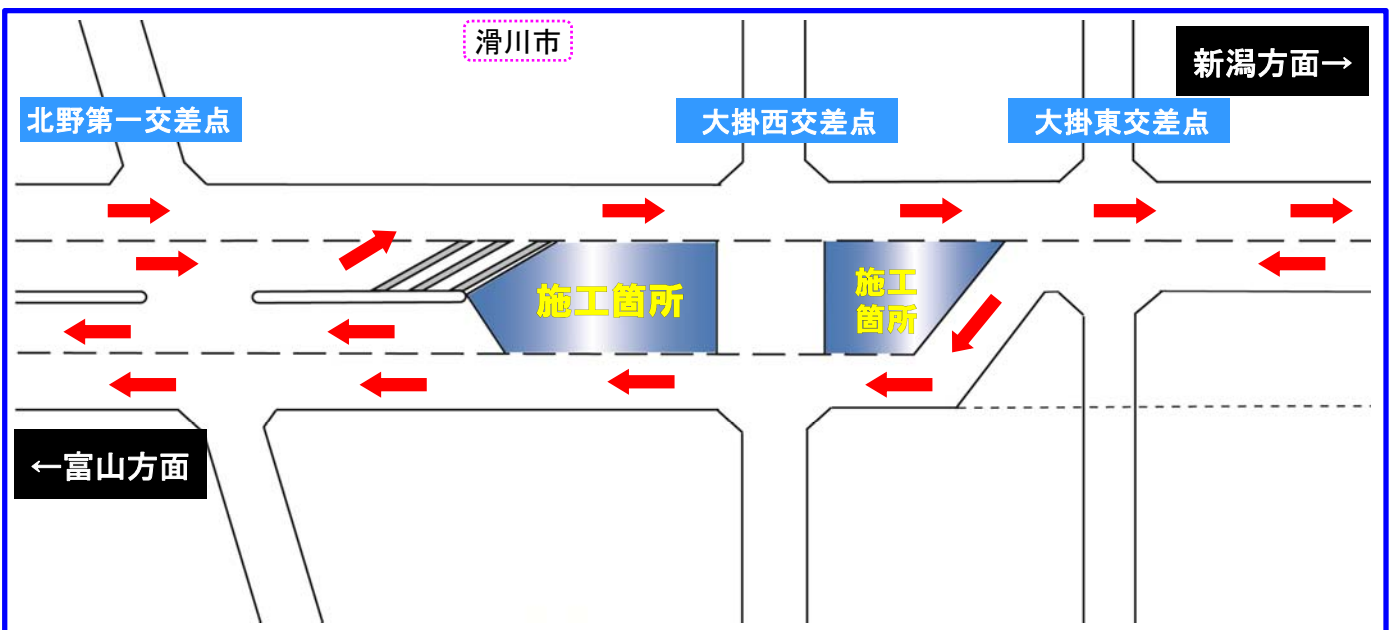 滑川市
新潟方面→
北野第一交差点
大掛西交差点
大掛東交差点
施工箇所
施工
箇所
←富山方面